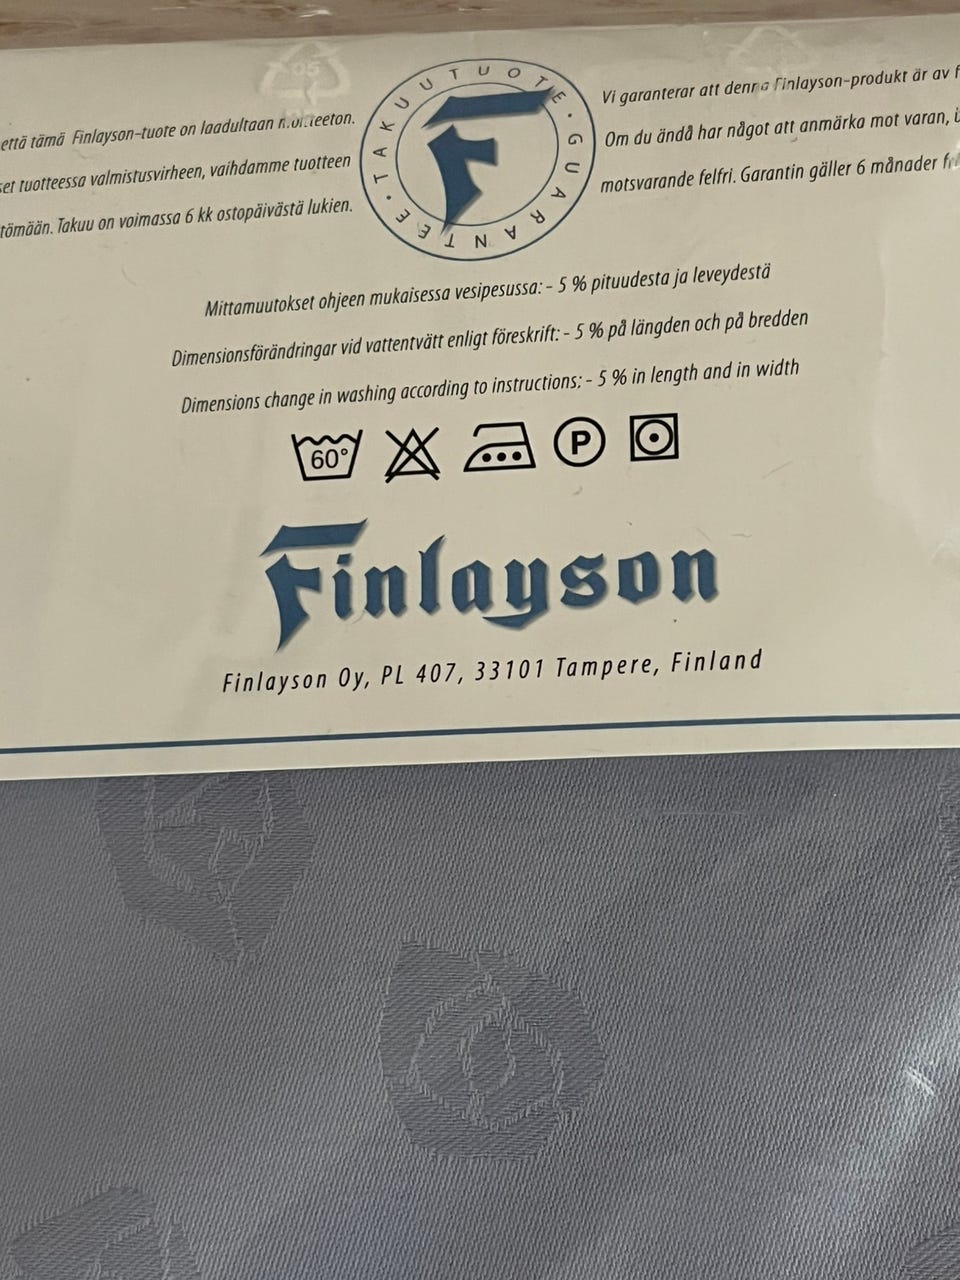 että tämä Finlayson-tuote on laadultaan
tuotteessa valmistusvirheen, vaihdamme tuotteen
Takuu on voimassa 6 kk ostopäivästä lukien.
TAKUUTUOTE · GUARANTEE ·
F
Vi garanterar att denna Finlayson-produkt är av
Om du ändå har något att anmärka mot varan,
motsvarande felfri. Garantin gäller 6 månader
Mittamuutokset ohjeen mukaisessa vesipesussa: - 5 % pituudesta ja leveydestä
Dimensionsförändringar vid vattentvätt enligt föreskrift: - 5 % på längden och på bredden
Dimensions change in washing according to instructions: - 5 % in length and in width
60° P
Finlayson
Finlayson Oy, PL 407, 33101 Tampere, Finland